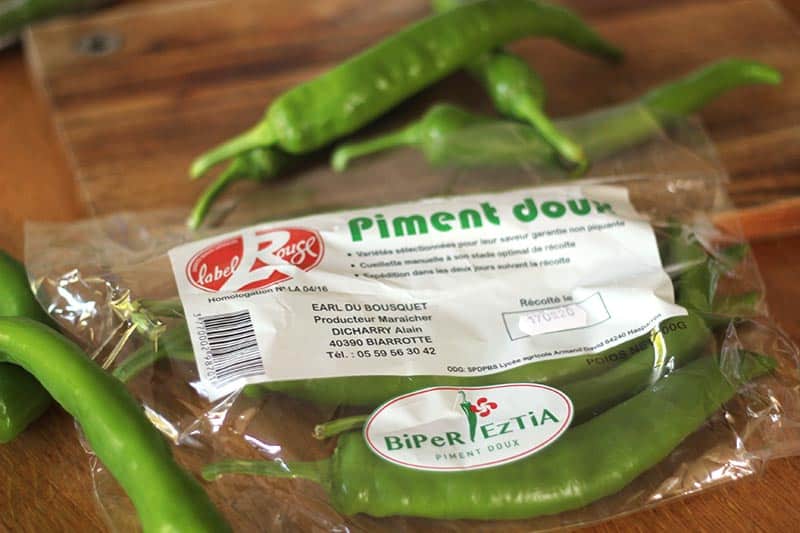 Piment doux
label Rouge
Homologation N° LA 04/16
• Variétés sélectionnées pour leur saveur garantie non piquante
• Cueillette manuelle à son stade optimal de récolte
• Expédition dans les deux jours suivant la récolte
EARL DU BOUSQUET
Producteur Maraîcher
DICHARRY Alain
40390 BIAROTTE
Tél. : 05 59 56 30 42
Récolté le
170820
ODG: SPDPBS Lycée agricole Armand David 64240 Hasparren
POIDS NET
BiPeR EzTiA
PIMENT DOUX